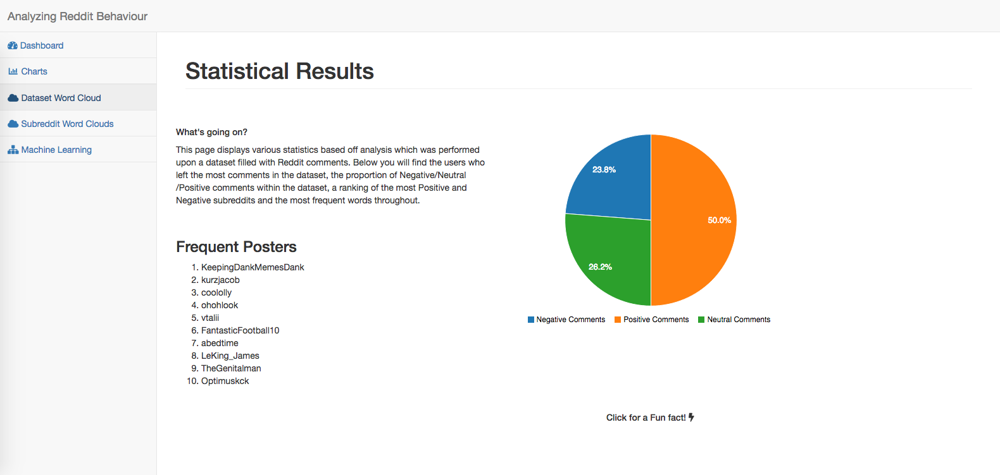 Analyzing Reddit Behaviour
Dashboard
Charts
Dataset Word Cloud
Subreddit Word Clouds
Machine Learning
Statistical Results
What's going on?
This page displays various statistics based off analysis which was performed
upon a dataset filled with Reddit comments. Below you will find the users who
left the most comments in the dataset, the proportion of Negative/Neutral
/Positive comments within the dataset, a ranking of the most Positive and
Negative subreddits and the most frequent words throughout.
Frequent Posters
1. KeepingDankMemesDank
2. kurzjacob
3. coololly
4. ohohlook
5. vtalii
6. FantasticFootball10
7. abedtime
8. LeKing_James
9. TheGenitalman
10. Optimuskck
23.8%
50.0%
26.2%
Negative Comments
Positive Comments
Neutral Comments
Click for a Fun fact!